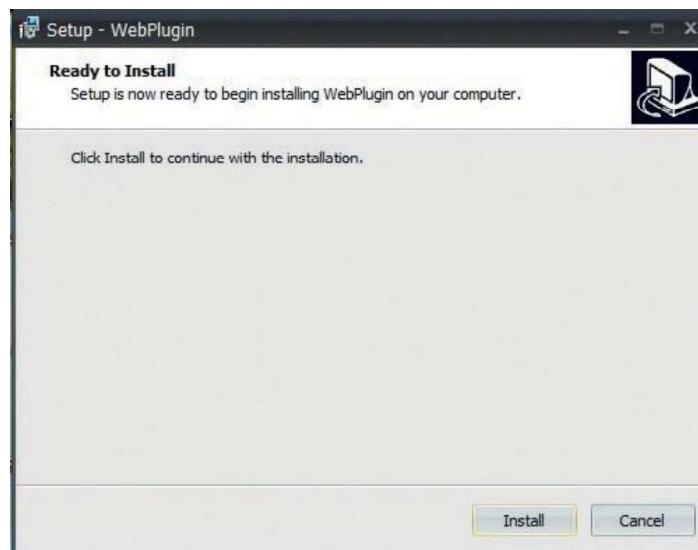 Setup - WebPlugin
Ready to Install
Setup is now ready to begin installing WebPlugin on your computer.
Click Install to continue with the installation.
Install
Cancel